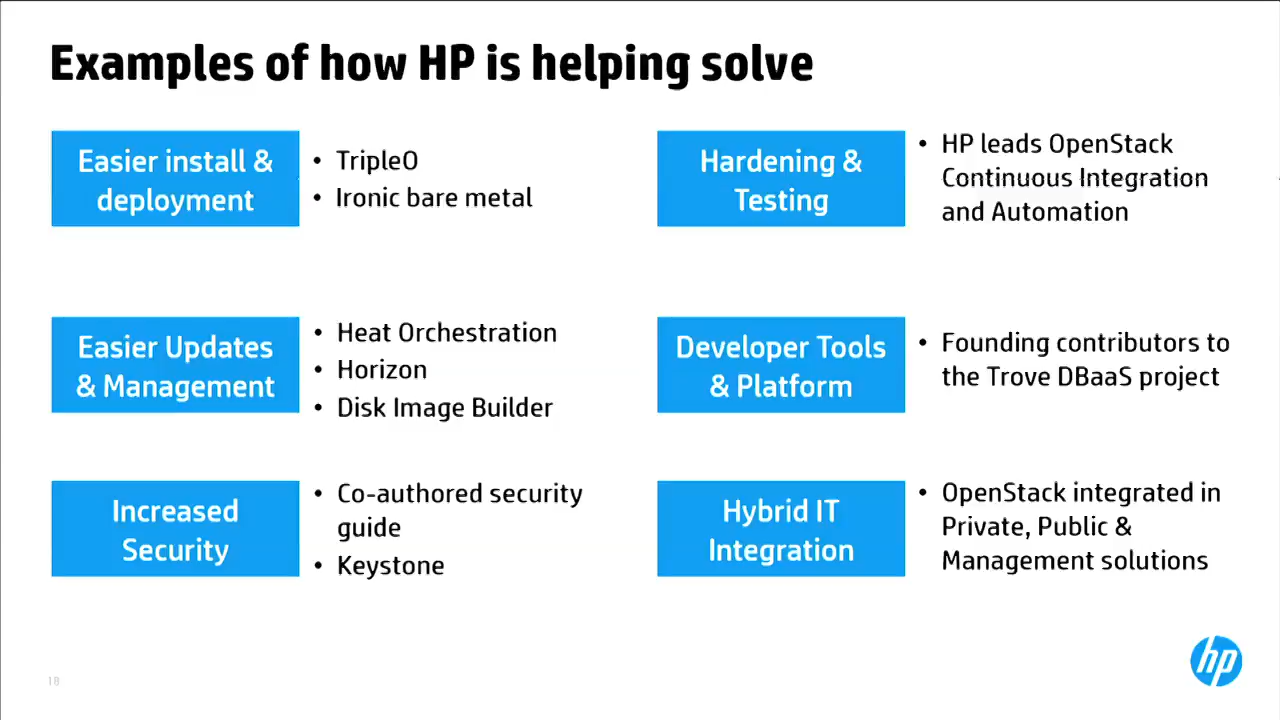 Examples of how HP is helping solve
Easier install &
deployment
• TripleO
• Ironic bare metal
Hardening &
Testing
• HP leads OpenStack
Continuous Integration
and Automation
Easier Updates
& Management
• Heat Orchestration
• Horizon
• Disk Image Builder
Developer Tools
& Platform
• Founding contributors to
the Trove DBaaS project
Increased
Security
• Co-authored security
guide
• Keystone
Hybrid IT
Integration
• OpenStack integrated in
Private, Public &
Management solutions
18
hp